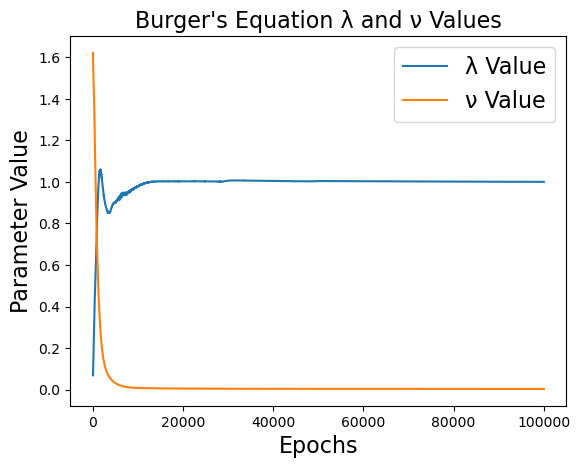 Burger's Equation λ and ν Values
λ Value
ν Value
Parameter Value
1.6
1.4
1.2
1.0
0.8
0.6
0.4
0.2
0.0
0 20000 40000 60000 80000 100000
Epochs